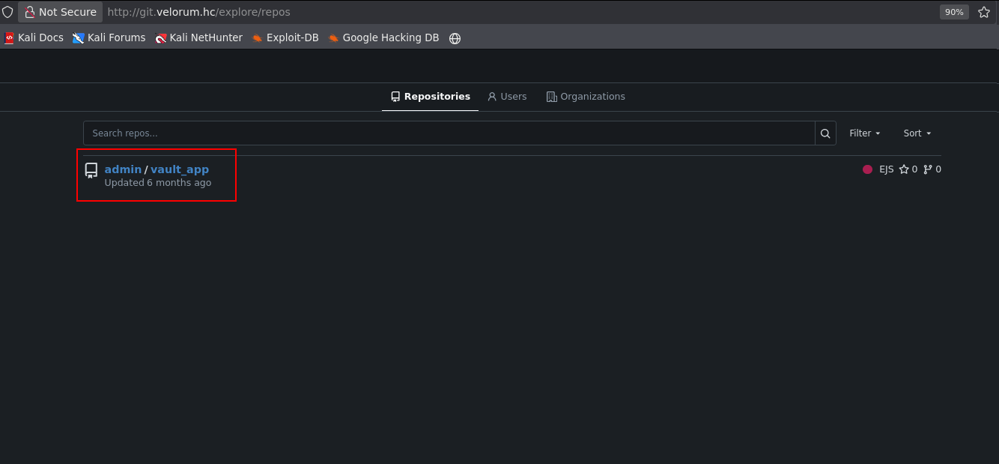 Not Secure http://git.velorum.hc/explore/repos 90%
Kali Docs Kali Forums Kali NetHunter Exploit-DB Google Hacking DB
Repositories Users Organizations
Search repos... Filter Sort
admin / vault_app EJS 0 0
Updated 6 months ago